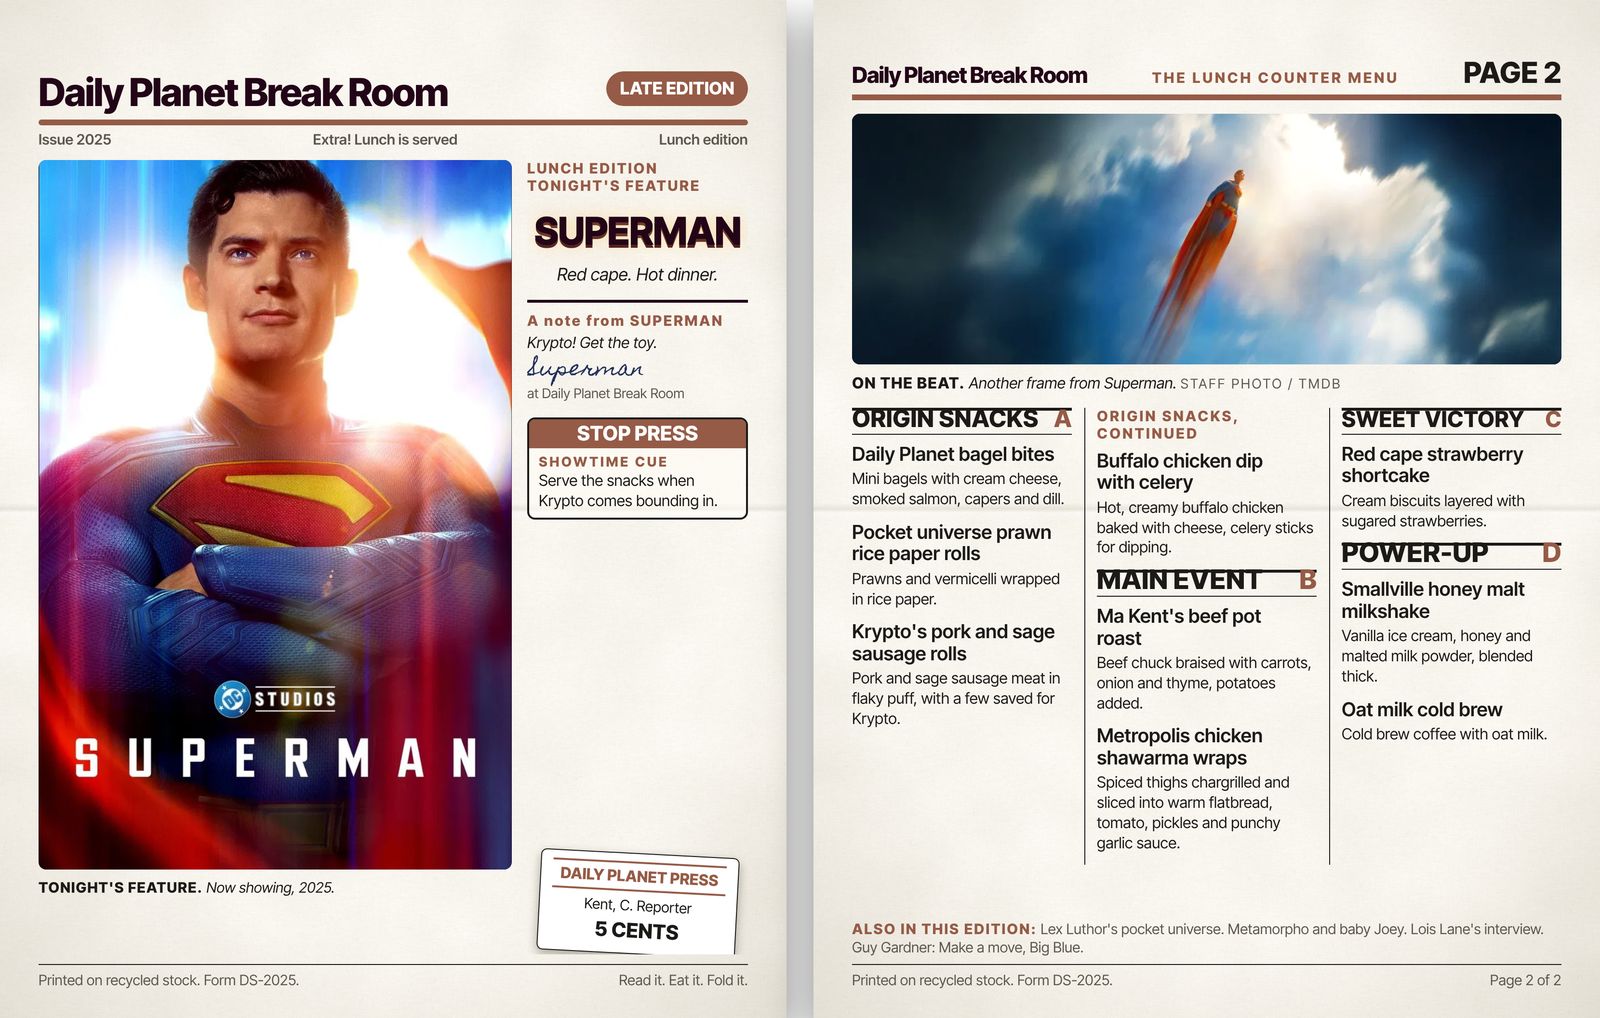 Daily Planet Break Room
LATE EDITION
Issue 2025
Extra! Lunch is served
Lunch edition
DC
STUDIOS
SUPERMAN
TONIGHT'S FEATURE. Now showing, 2025.
LUNCH EDITION
TONIGHT'S FEATURE
SUPERMAN
Red cape. Hot dinner.
A note from SUPERMAN
Krypto! Get the toy.
Superman
at Daily Planet Break Room
STOP PRESS
SHOWTIME CUE
Serve the snacks when
Krypto comes bounding in.
DAILY PLANET PRESS
Kent, C. Reporter
5 CENTS
Printed on recycled stock. Form DS-2025.
Read it. Eat it. Fold it.
Daily Planet Break Room
THE LUNCH COUNTER MENU
PAGE 2
ON THE BEAT. Another frame from Superman. STAFF PHOTO / TMDB
ORIGIN SNACKS A
Daily Planet bagel bites
Mini bagels with cream cheese,
smoked salmon, capers and dill.
Pocket universe prawn
rice paper rolls
Prawns and vermicelli wrapped
in rice paper.
Krypto's pork and sage
sausage rolls
Pork and sage sausage meat in
flaky puff, with a few saved for
Krypto.
ORIGIN SNACKS,
CONTINUED
Buffalo chicken dip
with celery
Hot, creamy buffalo chicken
baked with cheese, celery sticks
for dipping.
MAIN EVENT B
Ma Kent's beef pot
roast
Beef chuck braised with carrots,
onion and thyme, potatoes
added.
Metropolis chicken
shawarma wraps
Spiced thighs chargrilled and
sliced into warm flatbread,
tomato, pickles and punchy
garlic sauce.
SWEET VICTORY C
Red cape strawberry
shortcake
Cream biscuits layered with
sugared strawberries.
POWER-UP D
Smallville honey malt
milkshake
Vanilla ice cream, honey and
malted milk powder, blended
thick.
Oat milk cold brew
Cold brew coffee with oat milk.
ALSO IN THIS EDITION: Lex Luthor's pocket universe. Metamorpho and baby Joey. Lois Lane's interview.
Guy Gardner: Make a move, Big Blue.
Printed on recycled stock. Form DS-2025.
Page 2 of 2